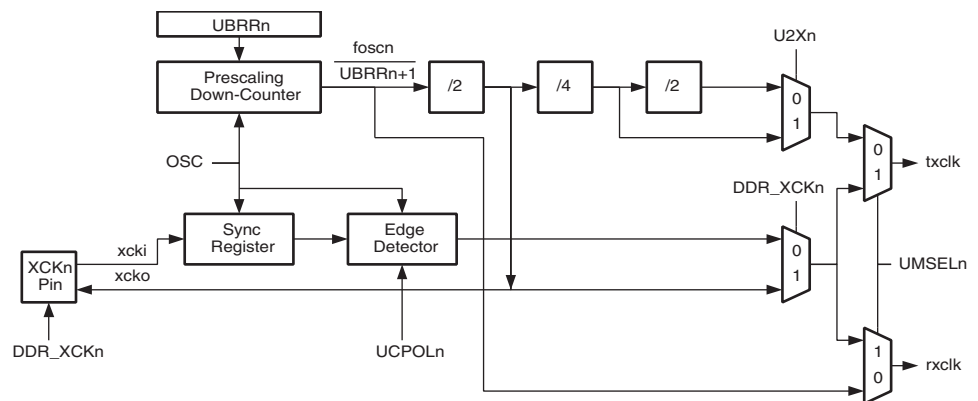 UBRRn
U2Xn
foscn
UBRRn+1
Prescaling
Down-Counter
/2
/4
/2
0
1
OSC
0
1
txclk
DDR_XCKn
Sync
Register
Edge
Detector
0
1
xcki
xcko
XCKn
Pin
UMSELn
DDR_XCKn
UCPOLn
1
0
rxclk